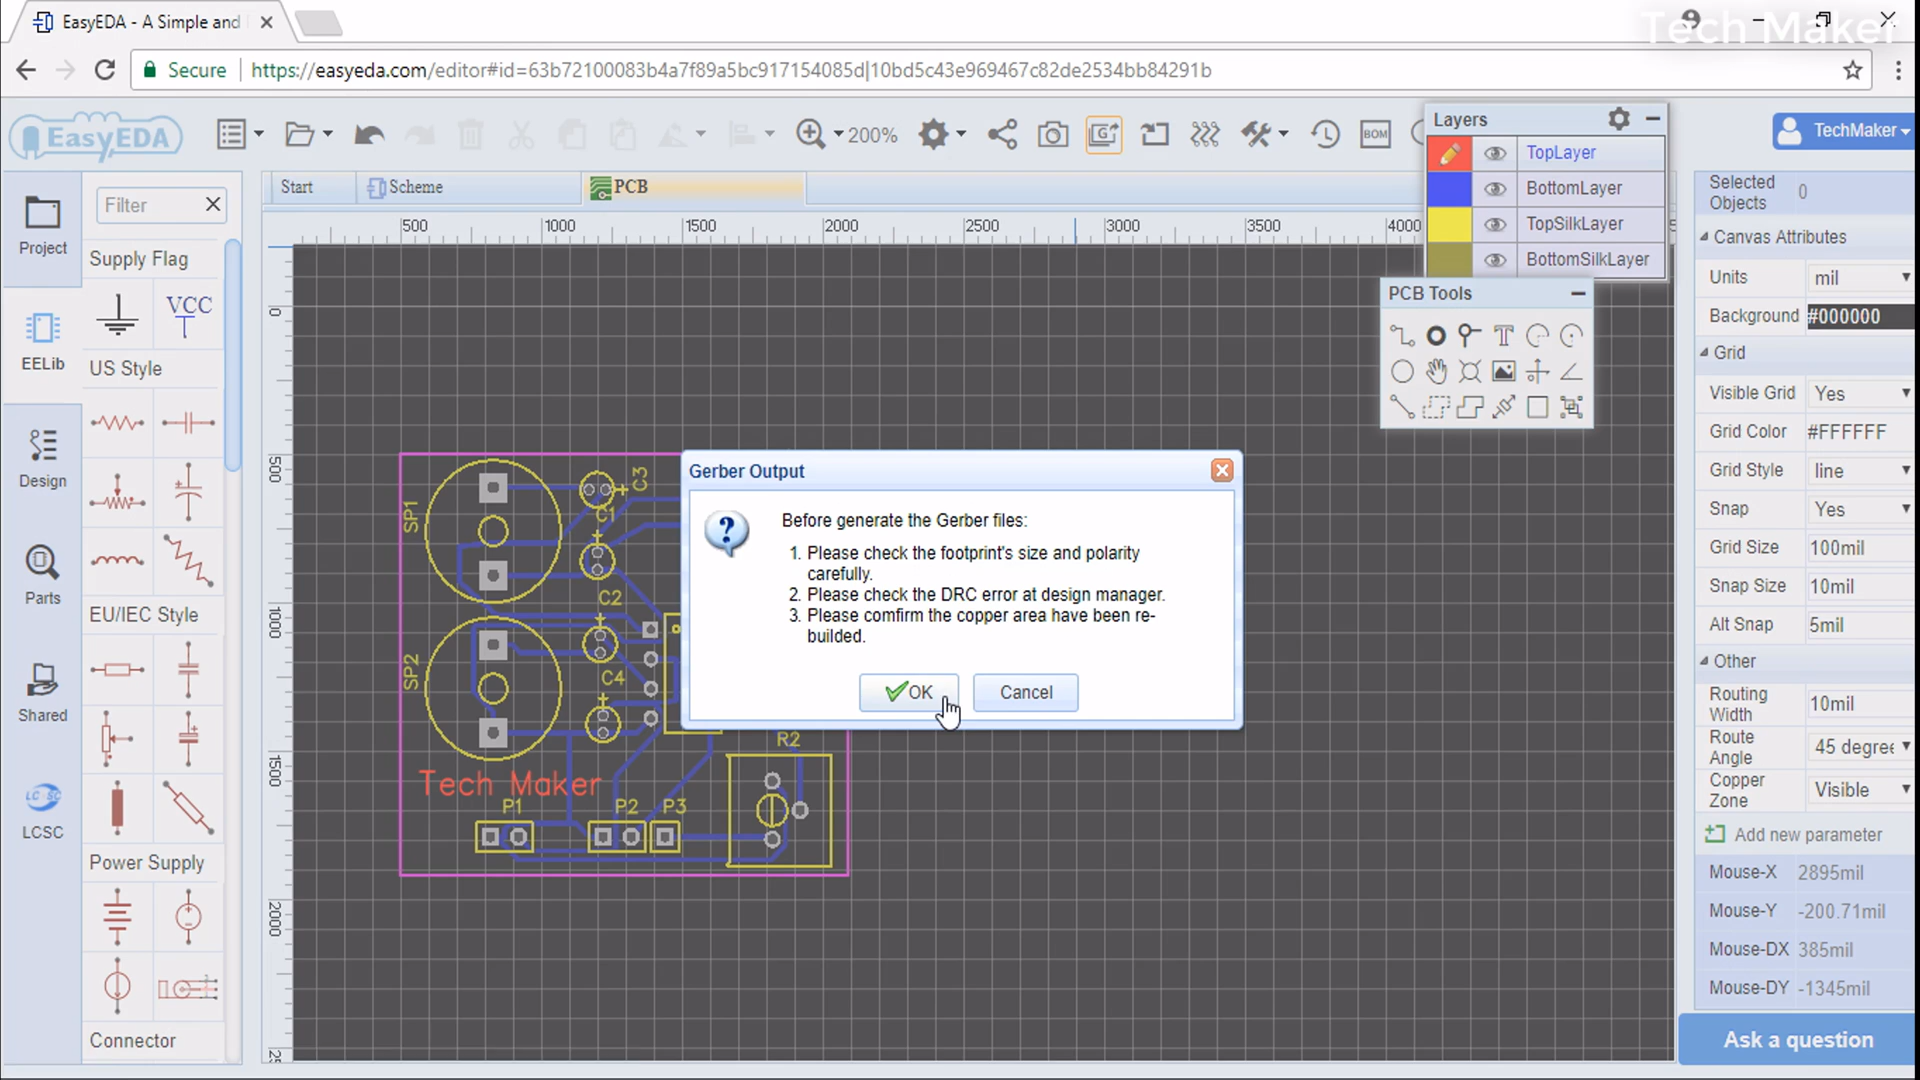 EasyEDA - A Simple and
Tech Maker
Secure
https://easyeda.com/editor#id=63b72100083b4a7f89a5bc917154085d|10bd5c43e969467c82de2534bb84291b
EasyEDA
200%
G
BOM
TechMaker
Start
Scheme
PCB
Layers
TopLayer
BottomLayer
TopSilkLayer
BottomSilkLayer
PCB Tools
Project
EELib
Design
Parts
Shared
LCSC
LCSC
Filter
Supply Flag
VCC
US Style
EU/IEC Style
Power Supply
Connector
500
1000
1500
2000
2500
3000
3500
4000
0
500
1000
1500
2000
SP1
C3
C1
C2
SP2
C4
R2
Tech Maker
P1
P2
P3
Gerber Output
Before generate the Gerber files:
1. Please check the footprint's size and polarity
carefully.
2. Please check the DRC error at design manager.
3. Please comfirm the copper area have been re-
builded.
OK
Cancel
Selected
Objects
0
Canvas Attributes
Units
mil
Background
#000000
Grid
Visible Grid
Yes
Grid Color
#FFFFFF
Grid Style
line
Snap
Yes
Grid Size
100mil
Snap Size
10mil
Alt Snap
5mil
Other
Routing
Width
10mil
Route
Angle
45 degree
Copper
Zone
Visible
Add new parameter
Mouse-X
2895mil
Mouse-Y
-200.71mil
Mouse-DX
385mil
Mouse-DY
-1345mil
Ask a question